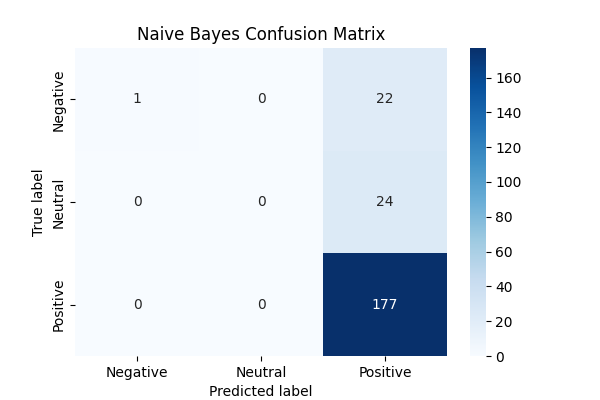 Naive Bayes Confusion Matrix
Negative 1 0 22
Neutral 0 0 24
Positive 0 0 177
True label
Negative Neutral Positive
Predicted label
160
140
120
100
80
60
40
20
0